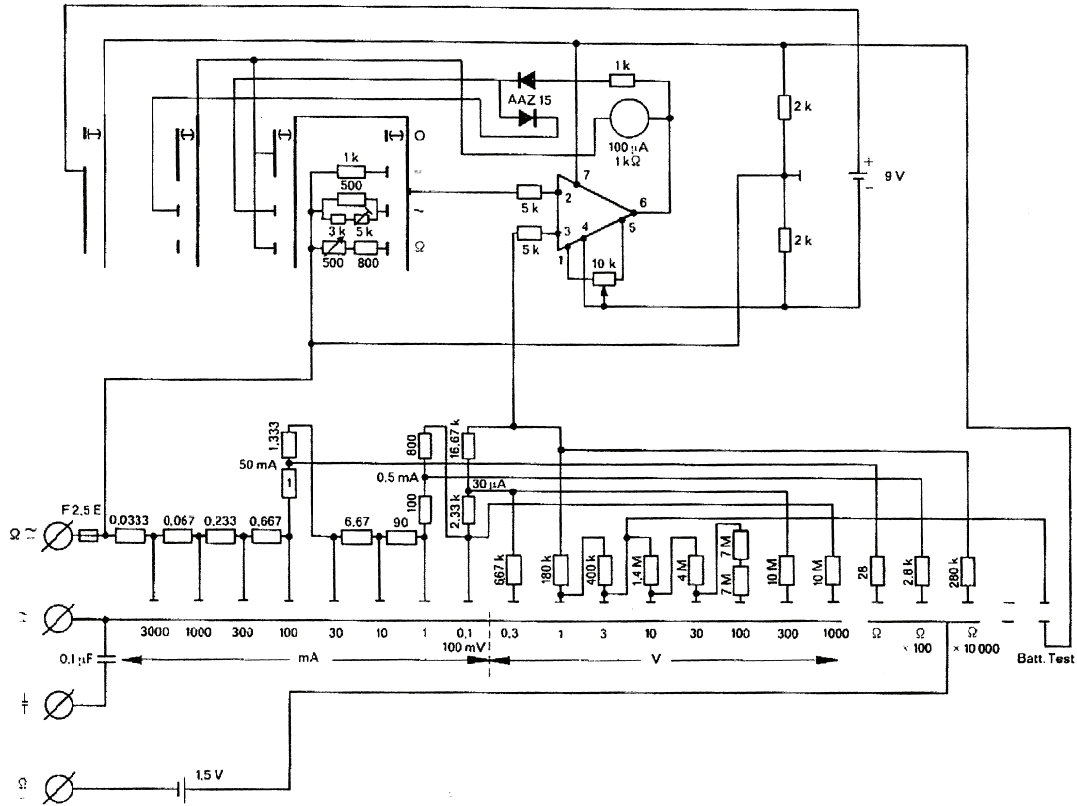 1 k
AAZ 15
100 µA
1 kΩ
2 k
+
9 V
–
2 k
O
=
~
Ω
1 k
500
3 k 5 k
500 800
5 k
5 k
2
3
7
6
4
5
1
10 k
1,333
50 mA
1
800
0.5 mA
100
16,67 k
30 µA
2,33 k
Ω ≂
F 2,5 E
0,0333 0,067 0,233 0,667
6,67 90
667 k
180 k
400 k
1,4 M
4 M
7 M
7 M
10 M
10 M
28
2,8 k
280 k
≂
3000 1000 300 100 30 10 1 0,1 0.3 1 3 10 30 100 300 1000 Ω Ω Ω
100 mV
× 100 × 10 000
Batt. Test
0,1 µF
mA V
Ω
1,5 V